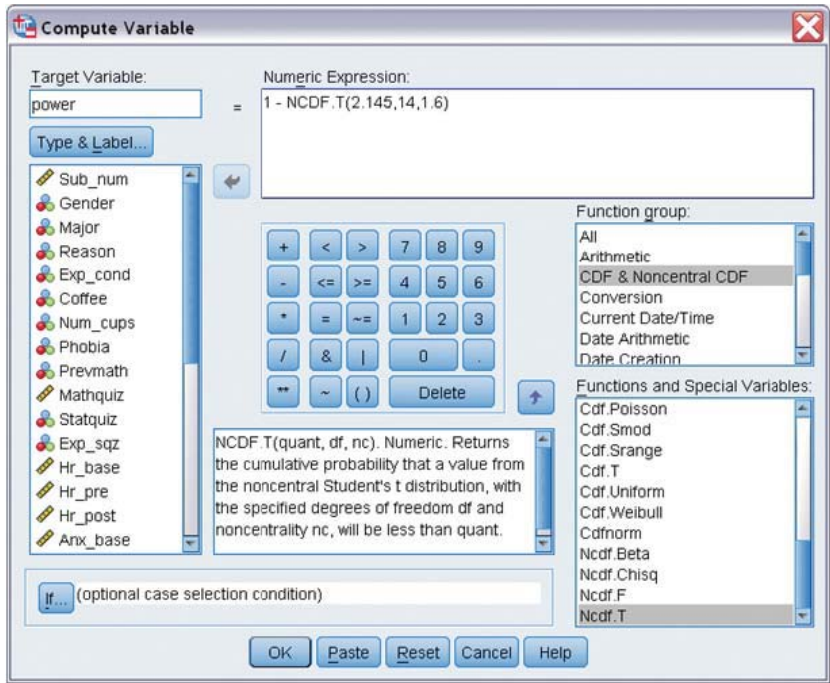 Compute Variable
Target Variable:
power
=
Numeric Expression:
1 - NCDF.T(2.145,14,1.6)
Type & Label...
Sub_num
Gender
Major
Reason
Exp_cond
Coffee
Num_cups
Phobia
Prevmath
Mathquiz
Statquiz
Exp_sqz
Hr_base
Hr_pre
Hr_post
Anx_base
+ < > 7 8 9
- <= >= 4 5 6
* = ~= 1 2 3
/ & | 0 .
** ~ ( ) Delete
Function group:
All
Arithmetic
CDF & Noncentral CDF
Conversion
Current Date/Time
Date Arithmetic
Date Creation
NCDF.T(quant, df, nc). Numeric. Returns
the cumulative probability that a value from
the noncentral Student's t distribution, with
the specified degrees of freedom df and
noncentrality nc, will be less than quant.
Functions and Special Variables:
Cdf.Poisson
Cdf.Smod
Cdf.Srange
Cdf.T
Cdf.Uniform
Cdf.Weibull
Cdfnorm
Ncdf.Beta
Ncdf.Chisq
Ncdf.F
Ncdf.T
If... (optional case selection condition)
OK Paste Reset Cancel Help